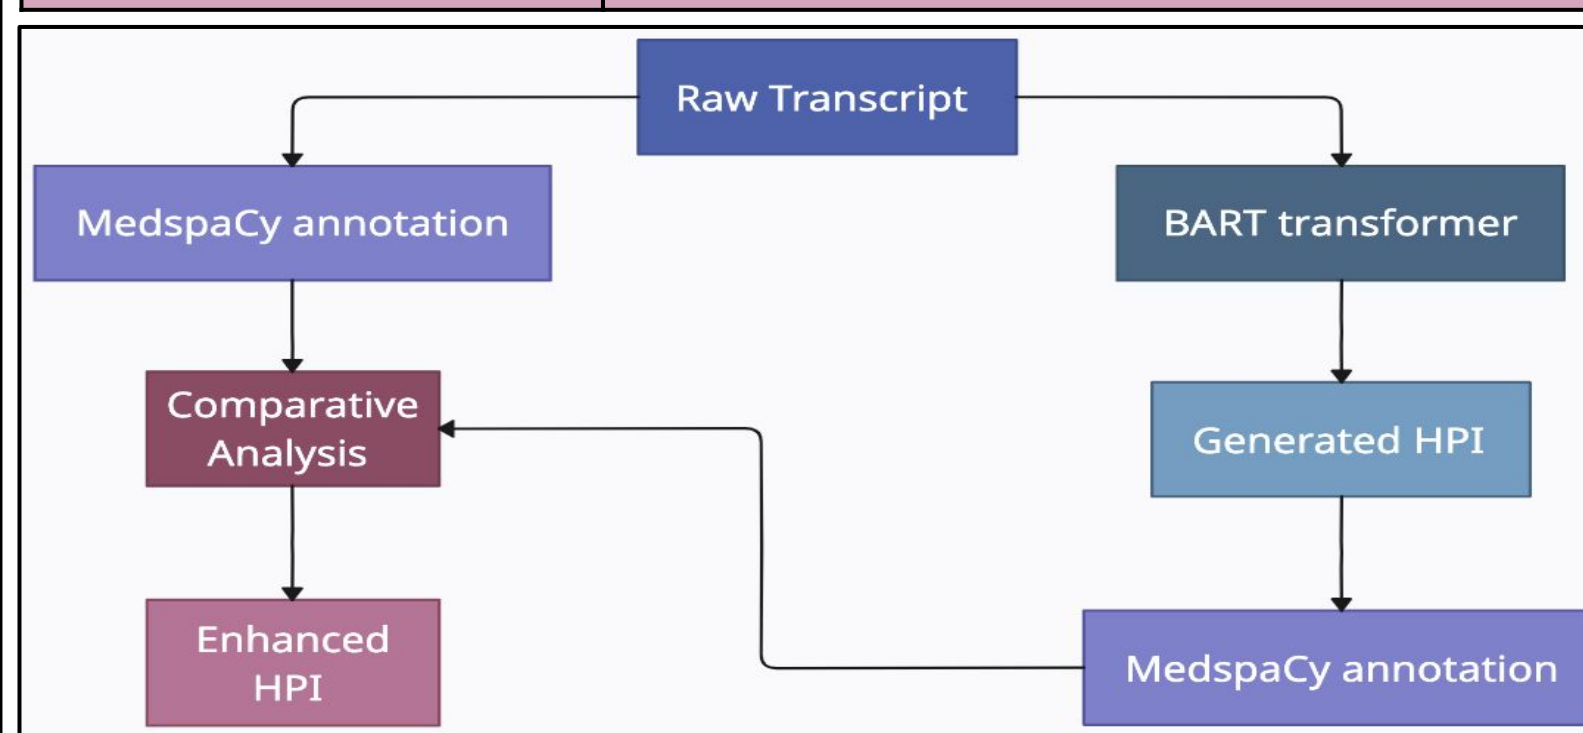 Raw Transcript
MedspaCy annotation
BART transformer
Comparative
Analysis
Generated HPI
Enhanced
HPI
MedspaCy annotation